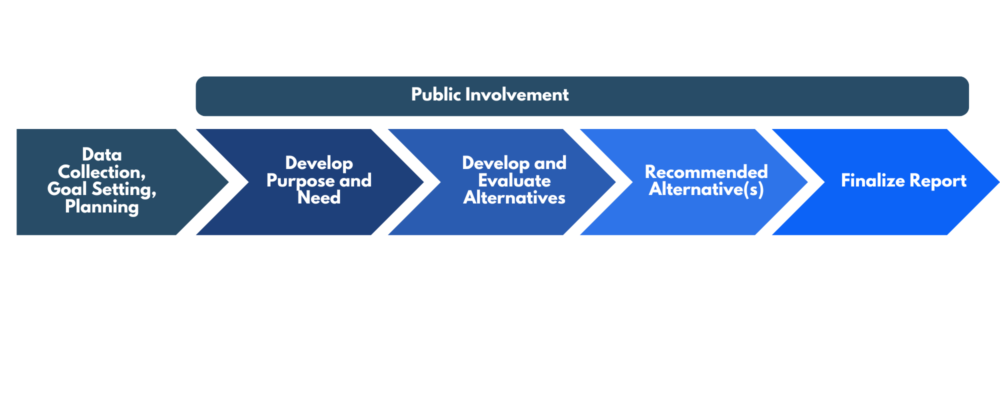 Public Involvement
Data
Collection,
Goal Setting,
Planning
Develop
Purpose and
Need
Develop and
Evaluate
Alternatives
Recommended
Alternative(s)
Finalize Report